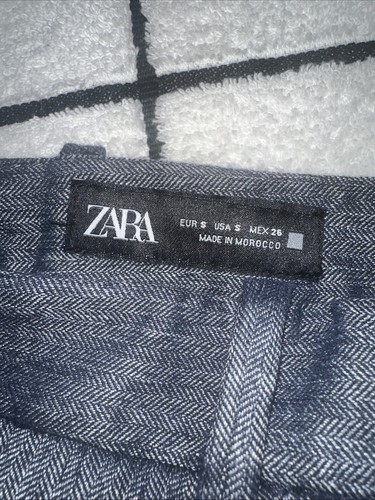 ZARA
EUR S USA S MEX 26
MADE IN MOROCCO